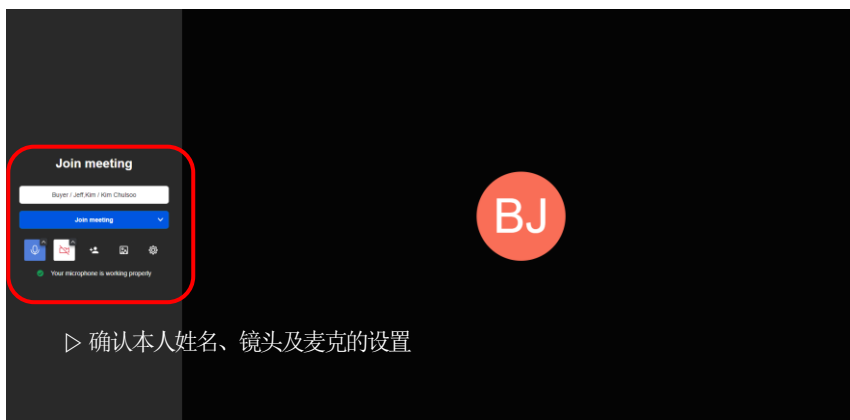 Join meeting
Buyer / Jeff,Kim / Kim Chulsoo
Join meeting
Your microphone is working properly
BJ
▷ 确认本人姓名、镜头及麦克的设置